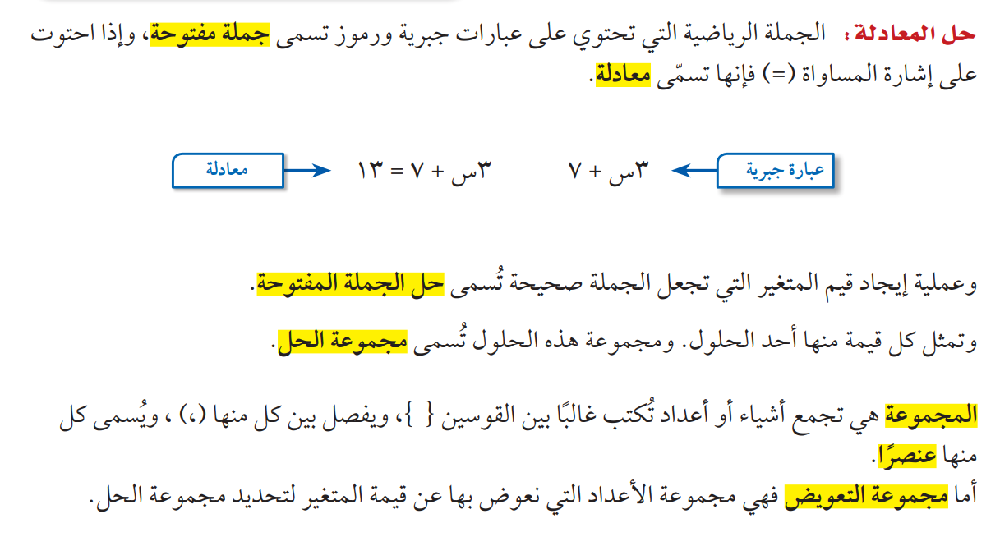 حل المعادلة: الجملة الرياضية التي تحتوي على عبارات جبرية ورموز تسمى جملة مفتوحة، وإذا احتوت
على إشارة المساواة (=) فإنها تسمّى معادلة.
عبارة جبرية
٣س + ٧
٣س + ٧ = ١٣
معادلة
وعملية إيجاد قيم المتغير التي تجعل الجملة صحيحة تُسمى حل الجملة المفتوحة.
وتمثل كل قيمة منها أحد الحلول. ومجموعة هذه الحلول تُسمى مجموعة الحل.
المجموعة هي تجمع أشياء أو أعداد تُكتب غالبًا بين القوسين { }، ويفصل بين كل منها (،) ، ويُسمى كل
منها عنصرًا.
أما مجموعة التعويض فهي مجموعة الأعداد التي نعوض بها عن قيمة المتغير لتحديد مجموعة الحل.